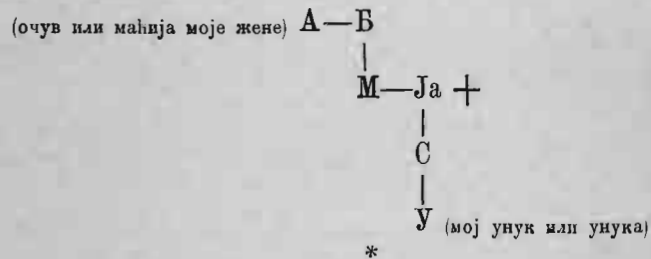 (очув или маћија моје жене) А—Б
М—Ја +
С
У (мој унук или унука)
*